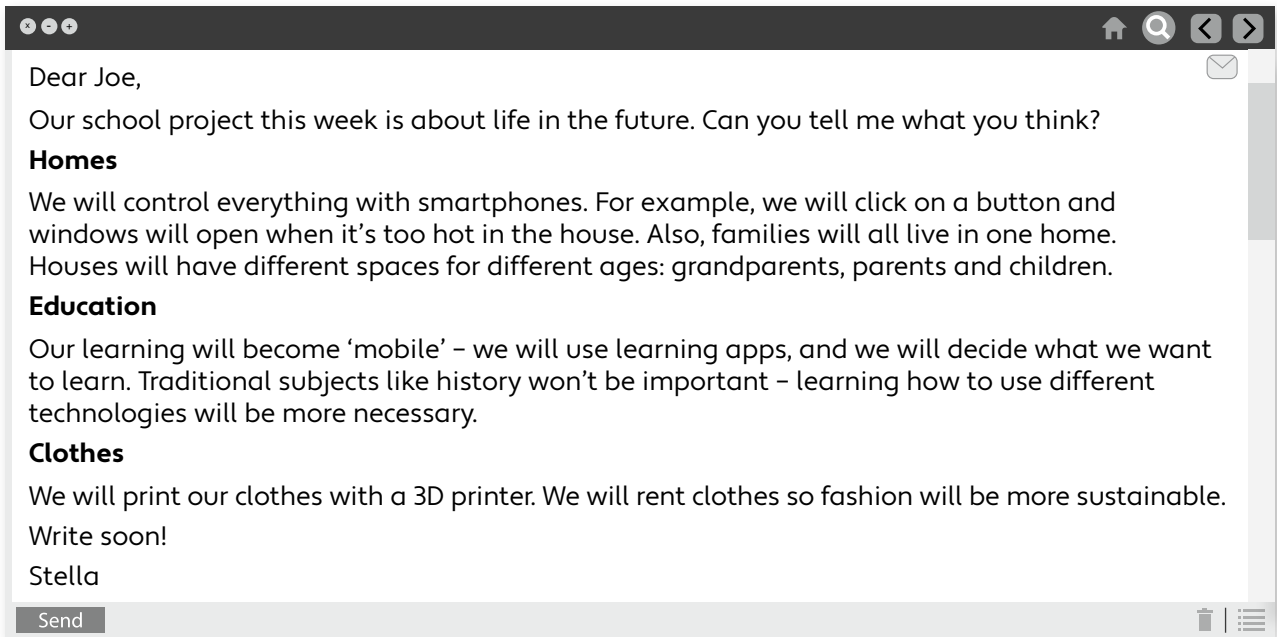 Dear Joe,
Our school project this week is about life in the future. Can you tell me what you think?
Homes
We will control everything with smartphones. For example, we will click on a button and
windows will open when it’s too hot in the house. Also, families will all live in one home.
Houses will have different spaces for different ages: grandparents, parents and children.
Education
Our learning will become ‘mobile’ – we will use learning apps, and we will decide what we want
to learn. Traditional subjects like history won’t be important – learning how to use different
technologies will be more necessary.
Clothes
We will print our clothes with a 3D printer. We will rent clothes so fashion will be more sustainable.
Write soon!
Stella
Send